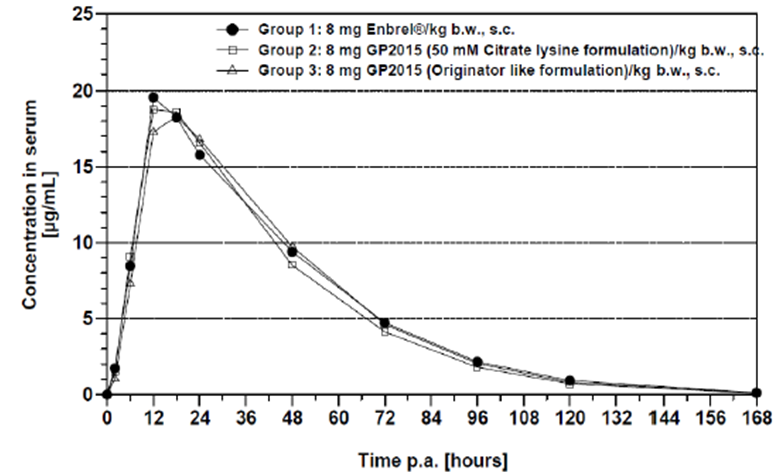 25
Group 1: 8 mg Enbrel®/kg b.w., s.c.
Group 2: 8 mg GP2015 (50 mM Citrate lysine formulation)/kg b.w., s.c.
Group 3: 8 mg GP2015 (Originator like formulation)/kg b.w., s.c.
20
15
10
5
0
Concentration in serum
[µg/mL]
0 12 24 36 48 60 72 84 96 108 120 132 144 156 168
Time p.a. [hours]